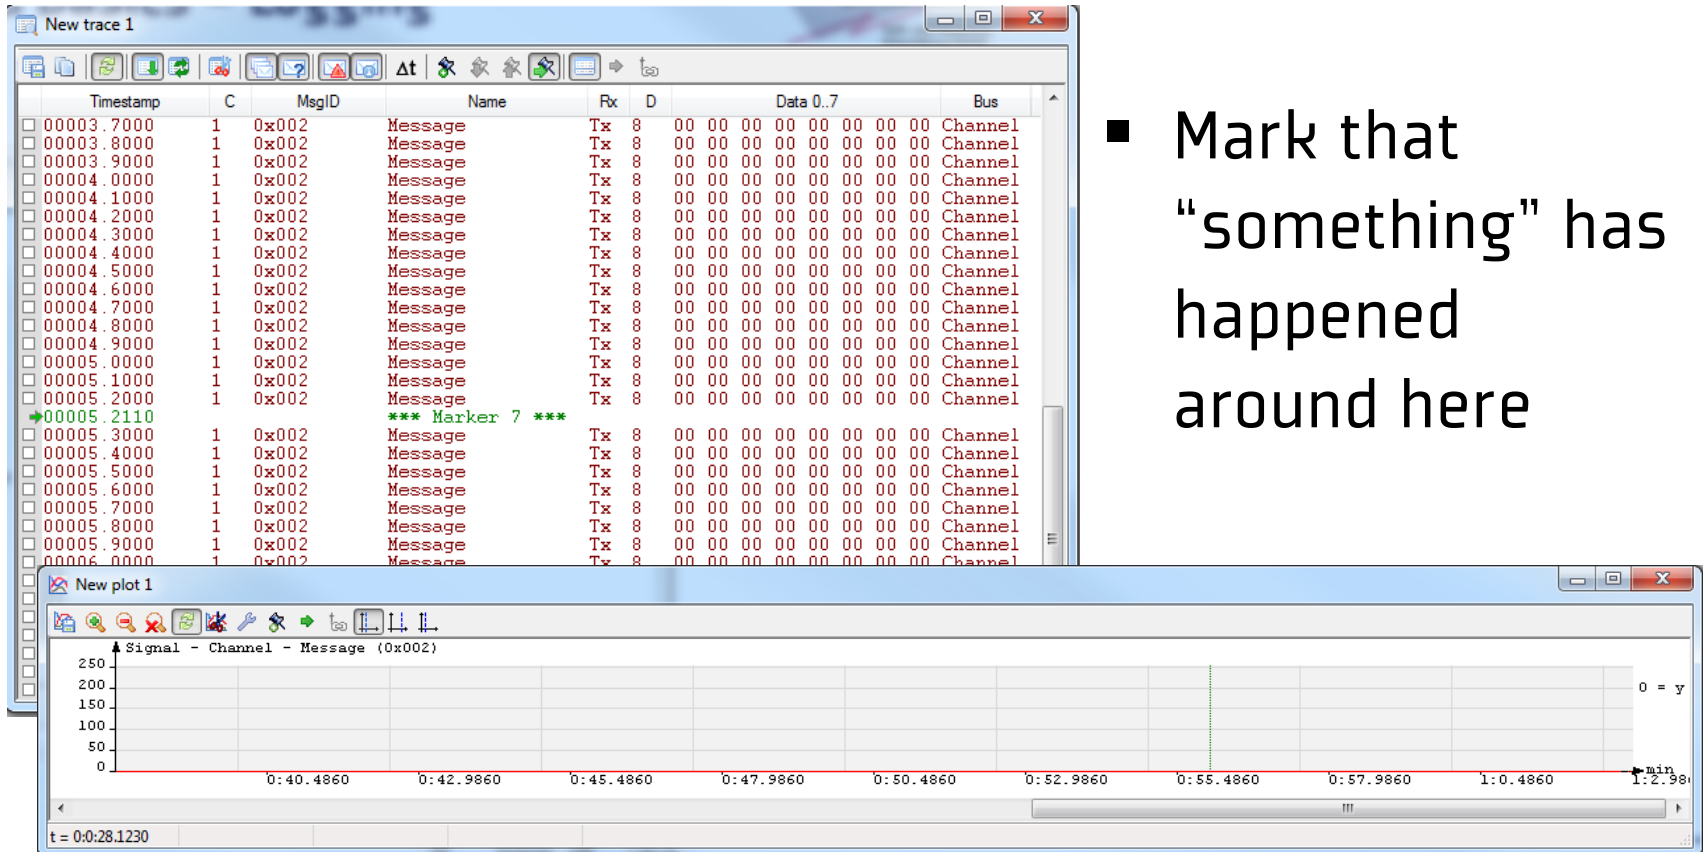 New trace 1
Δt
Timestamp C MsgID Name Rx D Data 0..7 Bus
00003.7000 1 0x002 Message Tx 8 00 00 00 00 00 00 00 00 Channel
00003.8000 1 0x002 Message Tx 8 00 00 00 00 00 00 00 00 Channel
00003.9000 1 0x002 Message Tx 8 00 00 00 00 00 00 00 00 Channel
00004.0000 1 0x002 Message Tx 8 00 00 00 00 00 00 00 00 Channel
00004.1000 1 0x002 Message Tx 8 00 00 00 00 00 00 00 00 Channel
00004.2000 1 0x002 Message Tx 8 00 00 00 00 00 00 00 00 Channel
00004.3000 1 0x002 Message Tx 8 00 00 00 00 00 00 00 00 Channel
00004.4000 1 0x002 Message Tx 8 00 00 00 00 00 00 00 00 Channel
00004.5000 1 0x002 Message Tx 8 00 00 00 00 00 00 00 00 Channel
00004.6000 1 0x002 Message Tx 8 00 00 00 00 00 00 00 00 Channel
00004.7000 1 0x002 Message Tx 8 00 00 00 00 00 00 00 00 Channel
00004.8000 1 0x002 Message Tx 8 00 00 00 00 00 00 00 00 Channel
00004.9000 1 0x002 Message Tx 8 00 00 00 00 00 00 00 00 Channel
00005.0000 1 0x002 Message Tx 8 00 00 00 00 00 00 00 00 Channel
00005.1000 1 0x002 Message Tx 8 00 00 00 00 00 00 00 00 Channel
00005.2000 1 0x002 Message Tx 8 00 00 00 00 00 00 00 00 Channel
00005.2110 *** Marker 7 ***
00005.3000 1 0x002 Message Tx 8 00 00 00 00 00 00 00 00 Channel
00005.4000 1 0x002 Message Tx 8 00 00 00 00 00 00 00 00 Channel
00005.5000 1 0x002 Message Tx 8 00 00 00 00 00 00 00 00 Channel
00005.6000 1 0x002 Message Tx 8 00 00 00 00 00 00 00 00 Channel
00005.7000 1 0x002 Message Tx 8 00 00 00 00 00 00 00 00 Channel
00005.8000 1 0x002 Message Tx 8 00 00 00 00 00 00 00 00 Channel
00005.9000 1 0x002 Message Tx 8 00 00 00 00 00 00 00 00 Channel
00006.0000 1 0x002 Message Tx 8 00 00 00 00 00 00 00 00 Channel
▪ Mark that
“something” has
happened
around here
New plot 1
Signal - Channel - Message (0x002)
250
200
150
100
50
0
0 = y
min
0:40.4860 0:42.9860 0:45.4860 0:47.9860 0:50.4860 0:52.9860 0:55.4860 0:57.9860 1:0.4860 1:2.98
t = 0:0:28.1230